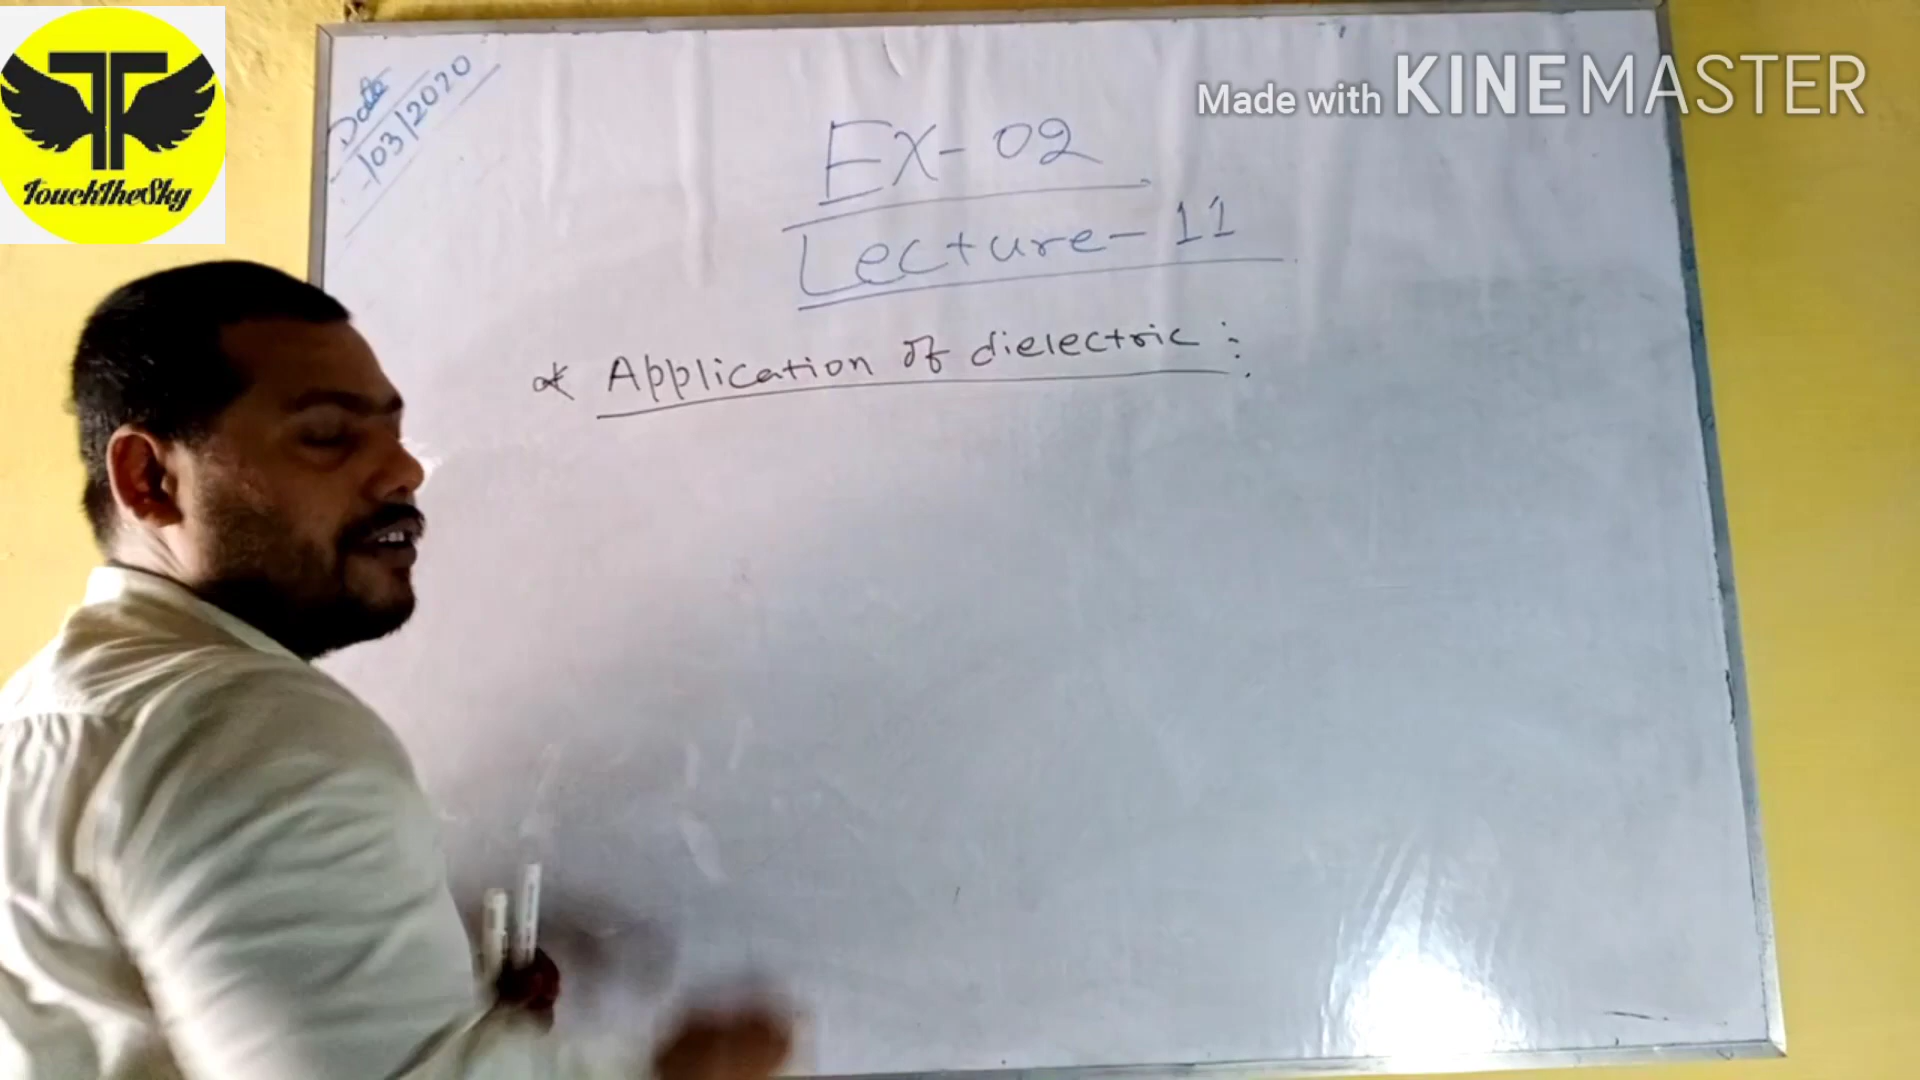 TouchTheSky
Made with KINEMASTER
Date
/03/2020
EX-02
Lecture-11
* Application of dielectric :